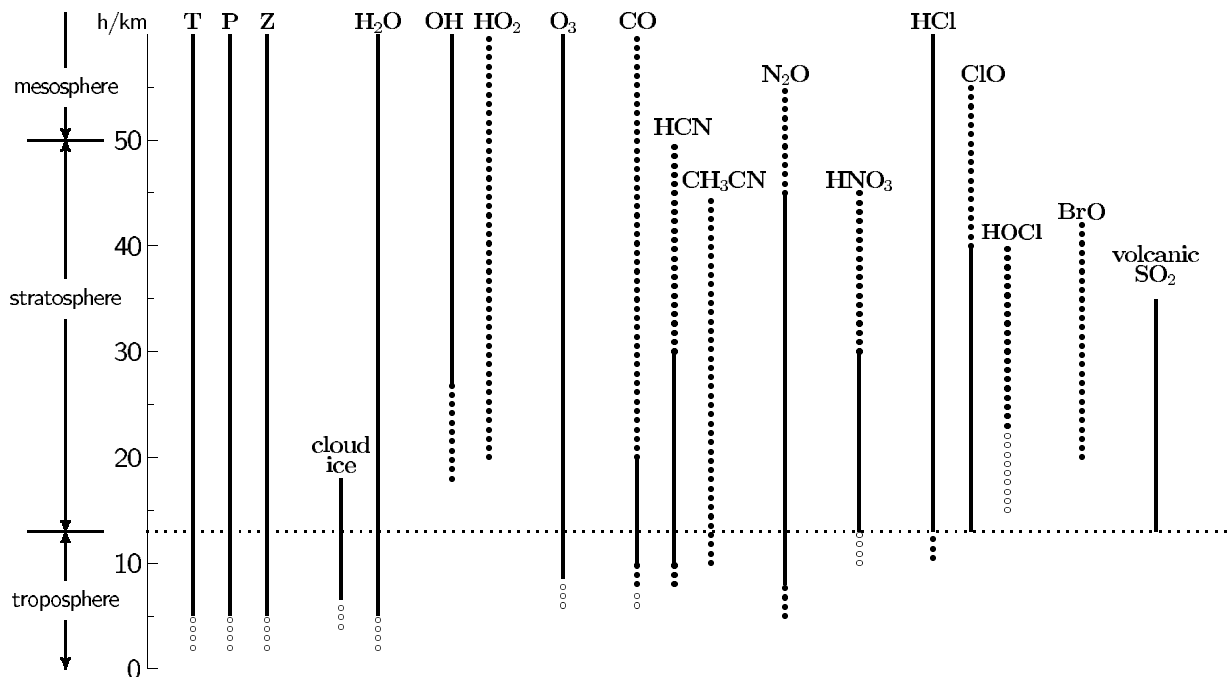 h/km T P Z H₂O OH HO₂ O₃ CO HCl
N₂O ClO
mesosphere
HCN
50
CH₃CN HNO₃
BrO
HOCl
40
volcanic
SO₂
stratosphere
30
cloud
ice
20
10
troposphere
0